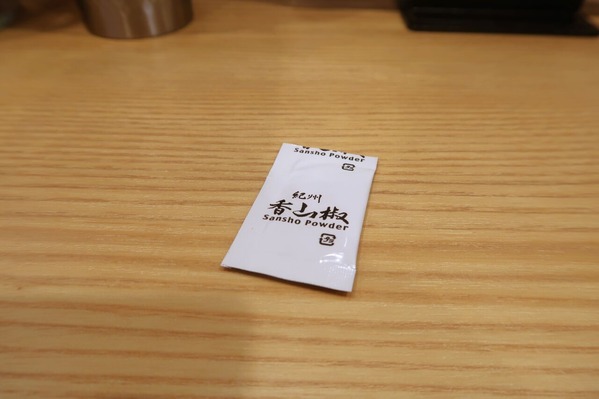 Sansho Powder
紀州
香山椒
Sansho Powder